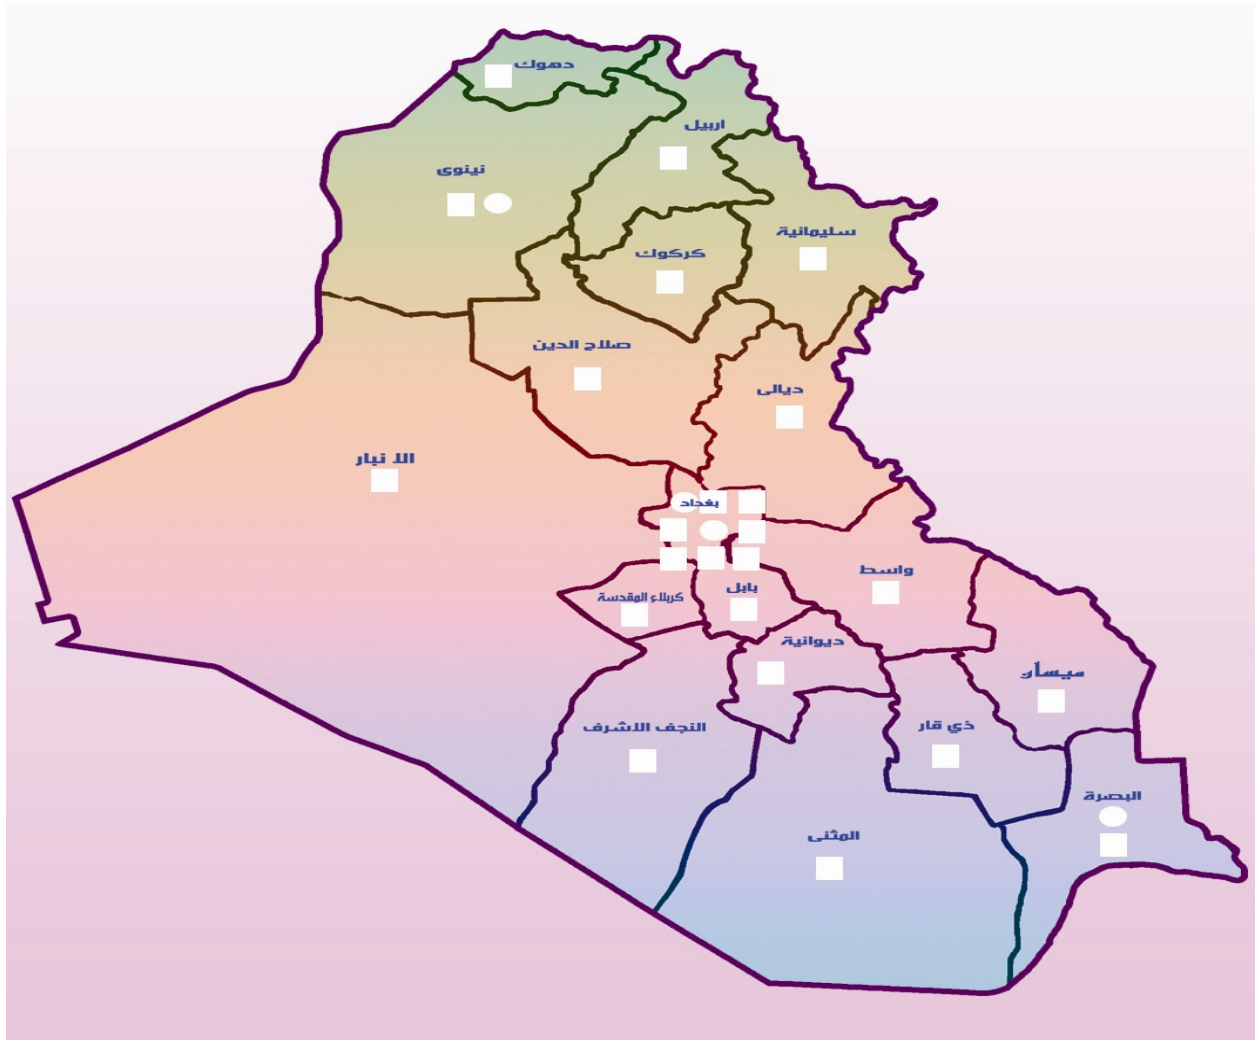 دهوك
اربيل
نينوى
سليمانية
كركوك
صلاح الدين
ديالى
الا نبار
بغداد
واسط
بابل
كربلاء المقدسة
ديوانية
ميسان
النجف الاشرف
ذي قار
البصرة
المثنى